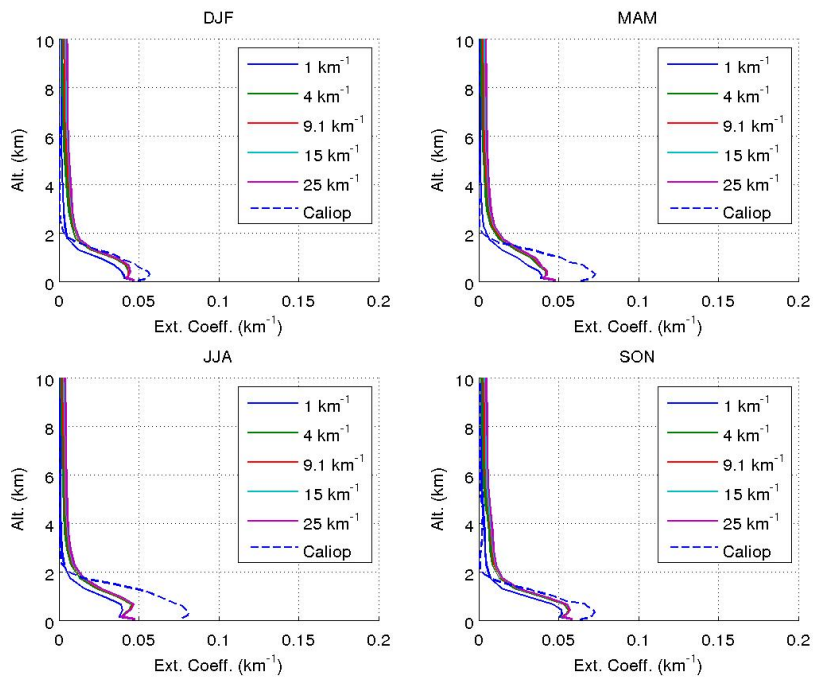 DJF
10
8
6
4
2
0
Alt. (km)
0
0.05
0.1
0.15
0.2
Ext. Coeff. (km⁻¹)
1 km⁻¹
4 km⁻¹
9.1 km⁻¹
15 km⁻¹
25 km⁻¹
Caliop
MAM
10
8
6
4
2
0
Alt. (km)
0
0.05
0.1
0.15
0.2
Ext. Coeff. (km⁻¹)
1 km⁻¹
4 km⁻¹
9.1 km⁻¹
15 km⁻¹
25 km⁻¹
Caliop
JJA
10
8
6
4
2
0
Alt. (km)
0
0.05
0.1
0.15
0.2
Ext. Coeff. (km⁻¹)
1 km⁻¹
4 km⁻¹
9.1 km⁻¹
15 km⁻¹
25 km⁻¹
Caliop
SON
10
8
6
4
2
0
Alt. (km)
0
0.05
0.1
0.15
0.2
Ext. Coeff. (km⁻¹)
1 km⁻¹
4 km⁻¹
9.1 km⁻¹
15 km⁻¹
25 km⁻¹
Caliop